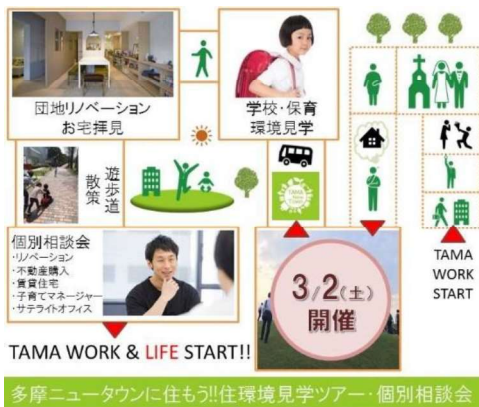 団地リノベーション
お宅拝見
学校・保育
環境見学
遊歩道
散策
個別相談会
・リノベーション
・不動産購入
・賃貸住宅
・子育てマネージャー
・サテライトオフィス
3/2(土)
開催
TAMA
WORK
START
TAMA WORK & LIFE START!!
多摩ニュータウンに住もう!!住環境見学ツアー・個別相談会